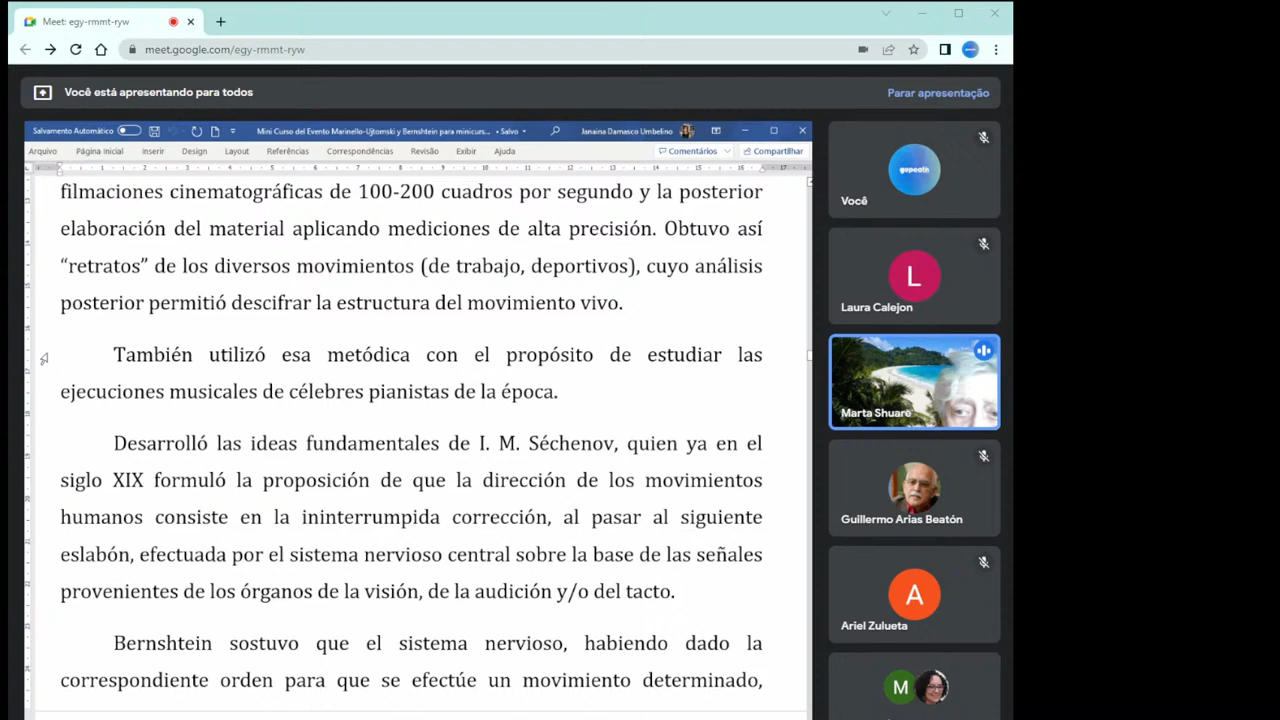 Meet: egy-rmmt-ryw
meet.google.com/egy-rmmt-ryw
Você está apresentando para todos
Parar apresentação
Salvamento Automático
Mini Curso del Evento Marinello-Ujtomski y Bernshtein para minicurs... • Salvo
Janaina Damasco Umbelino
Arquivo Página Inicial Inserir Design Layout Referências Correspondências Revisão Exibir Ajuda
Comentários
Compartilhar
filmaciones cinematográficas de 100-200 cuadros por segundo y la posterior
elaboración del material aplicando mediciones de alta precisión. Obtuvo así
“retratos” de los diversos movimientos (de trabajo, deportivos), cuyo análisis
posterior permitió descifrar la estructura del movimiento vivo.
También utilizó esa metódica con el propósito de estudiar las
ejecuciones musicales de célebres pianistas de la época.
Desarrolló las ideas fundamentales de I. M. Séchenov, quien ya en el
siglo XIX formuló la proposición de que la dirección de los movimientos
humanos consiste en la ininterrumpida corrección, al pasar al siguiente
eslabón, efectuada por el sistema nervioso central sobre la base de las señales
provenientes de los órganos de la visión, de la audición y/o del tacto.
Bernshtein sostuvo que el sistema nervioso, habiendo dado la
correspondiente orden para que se efectúe un movimiento determinado,
gepeath
Você
L
Laura Calejon
Marta Shuare
Guillermo Arias Beatón
A
Ariel Zulueta
M